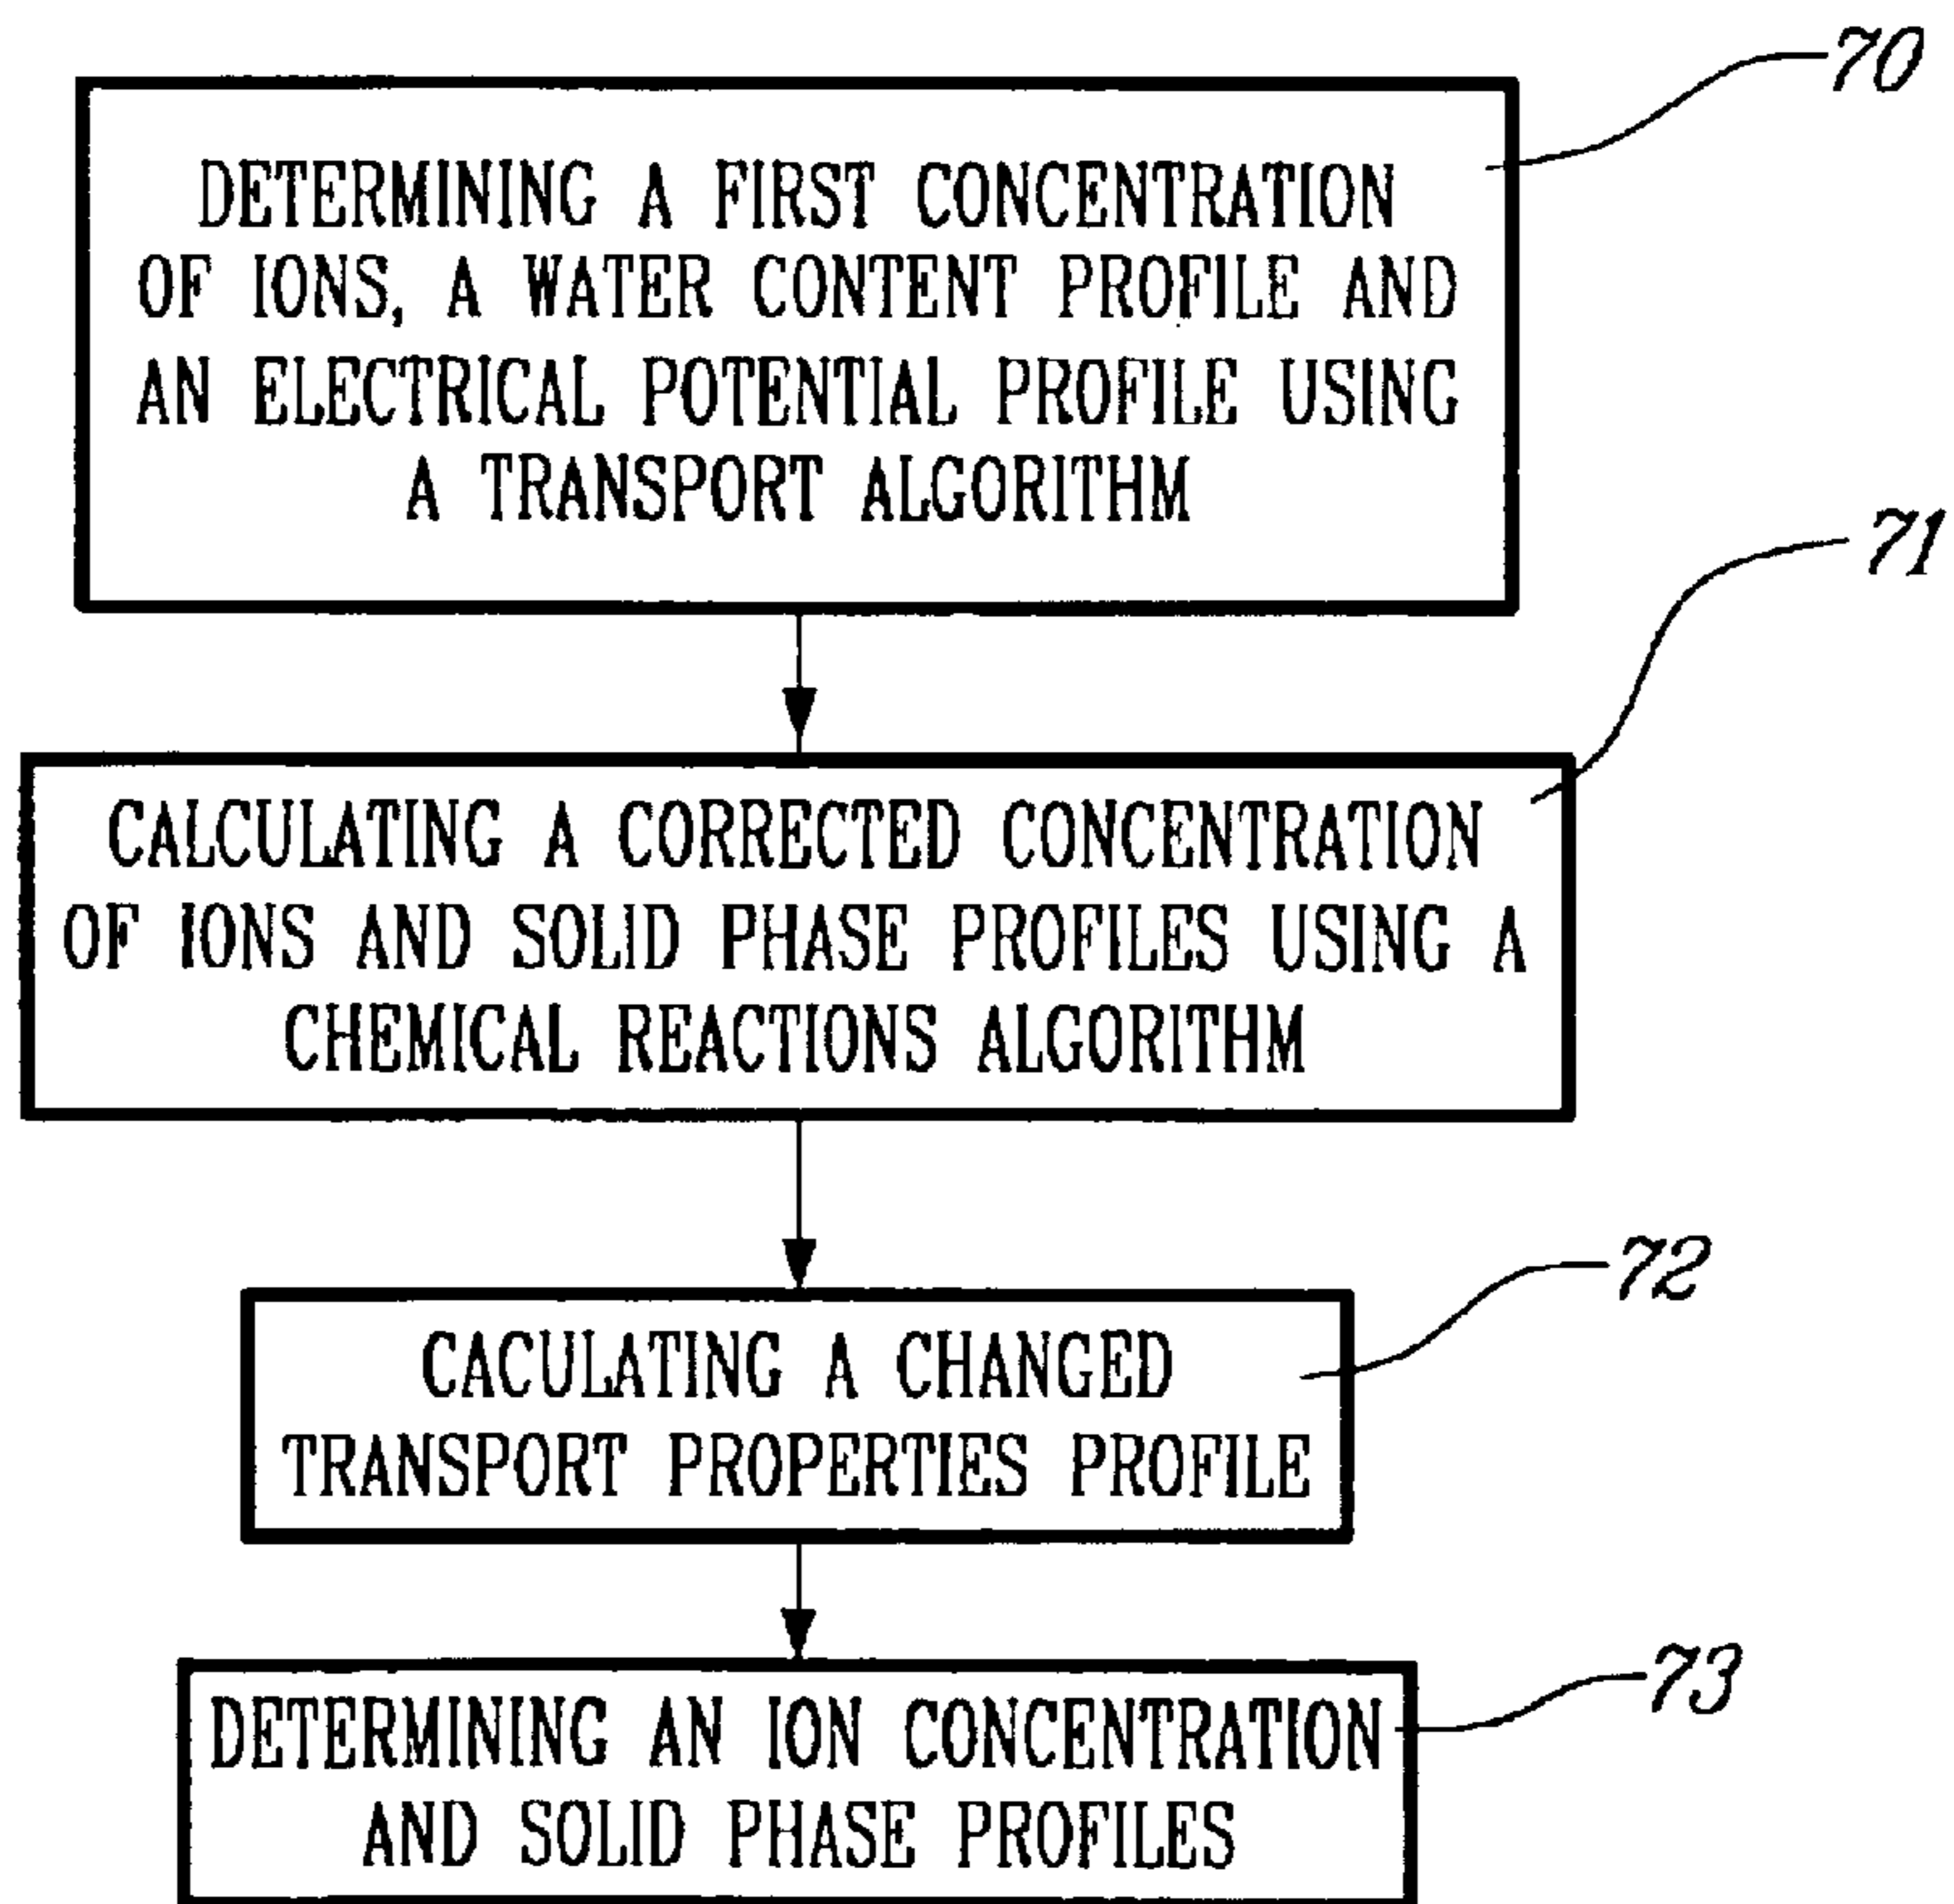 70
DETERMINING A FIRST CONCENTRATION
OF IONS, A WATER CONTENT PROFILE AND
AN ELECTRICAL POTENTIAL PROFILE USING
A TRANSPORT ALGORITHM
71
CALCULATING A CORRECTED CONCENTRATION
OF IONS AND SOLID PHASE PROFILES USING A
CHEMICAL REACTIONS ALGORITHM
72
CACULATING A CHANGED
TRANSPORT PROPERTIES PROFILE
73
DETERMINING AN ION CONCENTRATION
AND SOLID PHASE PROFILES